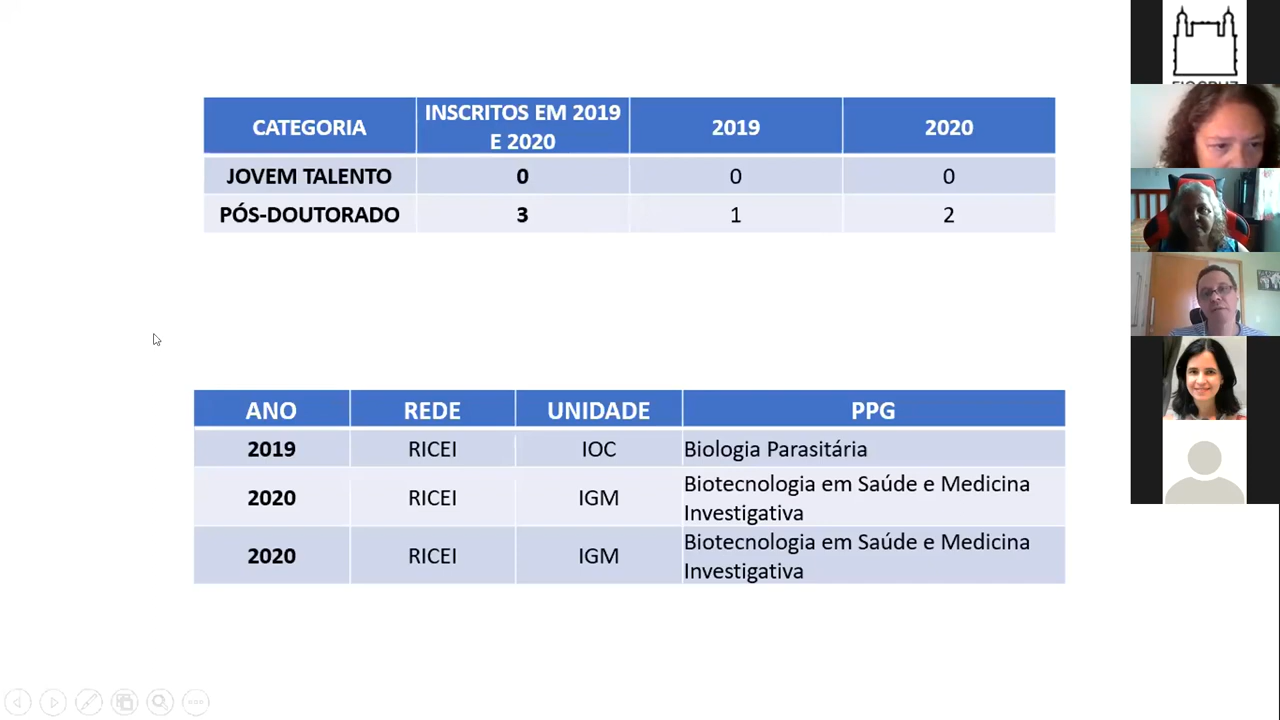 CATEGORIA INSCRITOS EM 2019 E 2020 2019 2020
JOVEM TALENTO 0 0 0
PÓS-DOUTORADO 3 1 2
ANO REDE UNIDADE PPG
2019 RICEI IOC Biologia Parasitária
2020 RICEI IGM Biotecnologia em Saúde e Medicina
Investigativa
2020 RICEI IGM Biotecnologia em Saúde e Medicina
Investigativa